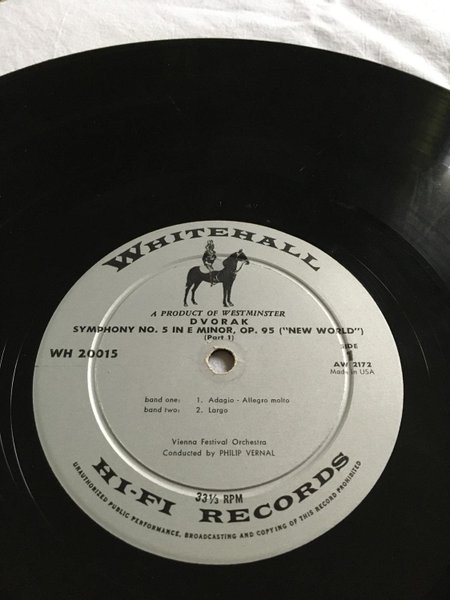 WHITEHALL
A PRODUCT OF WESTMINSTER
DVORAK
SYMPHONY NO. 5 IN E MINOR, OP. 95 ("NEW WORLD")
(Part 1)
WH 20015
SIDE
1
AW 2172
Made in USA
band one: 1. Adagio - Allegro molto
band two: 2. Largo
Vienna Festival Orchestra
Conducted by PHILIP VERNAL
33⅓ RPM
HI-FI RECORDS
UNAUTHORIZED PUBLIC PERFORMANCE, BROADCASTING AND COPYING OF THIS RECORD PROHIBITED